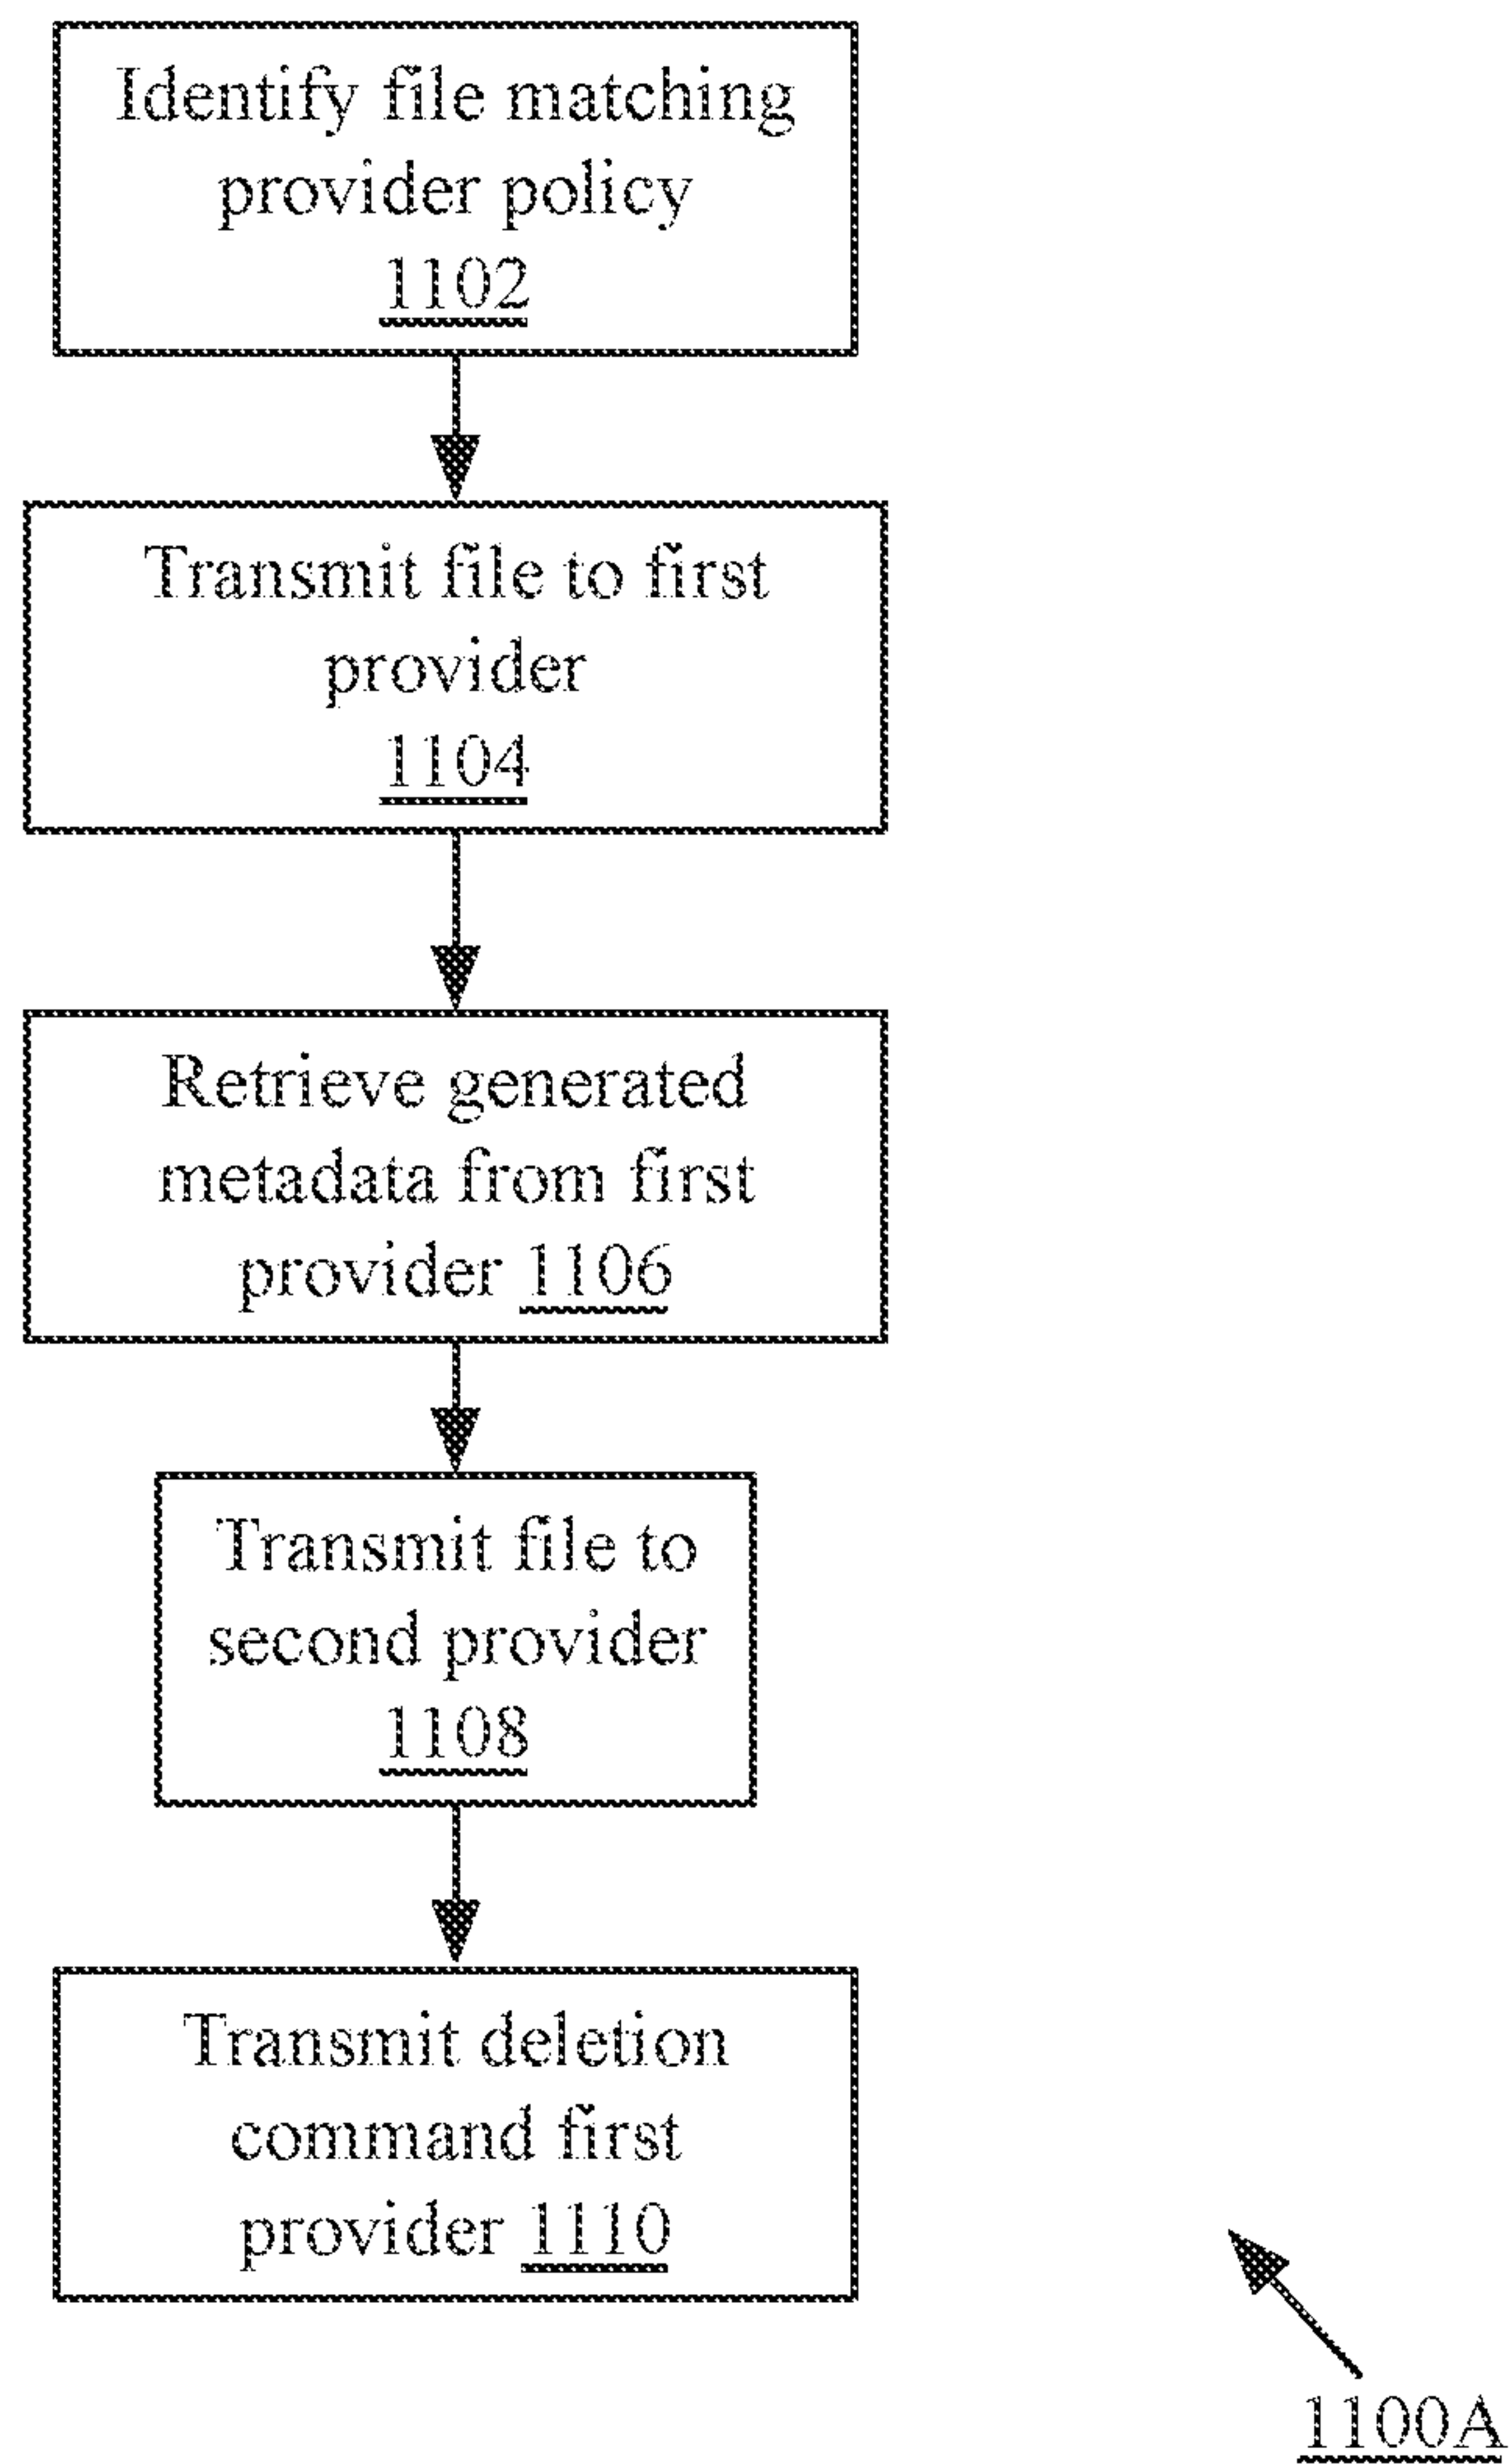 Identify file matching
provider policy
1102
Transmit file to first
provider
1104
Retrieve generated
metadata from first
provider 1106
Transmit file to
second provider
1108
Transmit deletion
command first
provider 1110
1100A